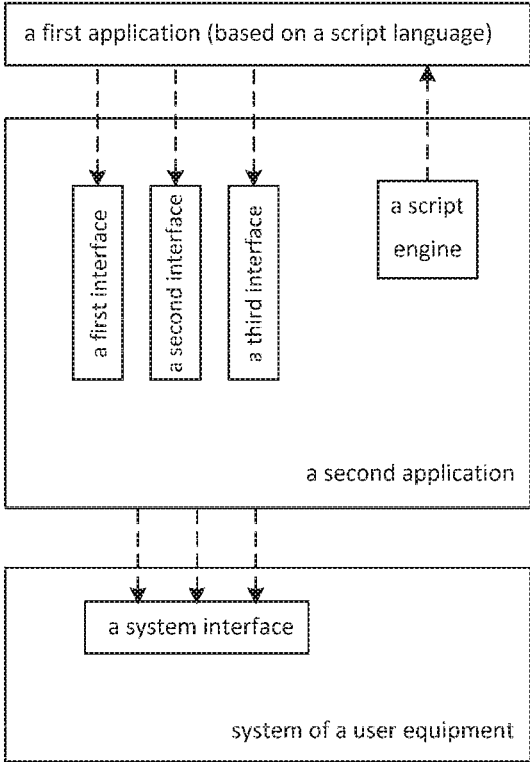 a first application (based on a script language)
a first interface
a second interface
a third interface
a script
engine
a second application
a system interface
system of a user equipment